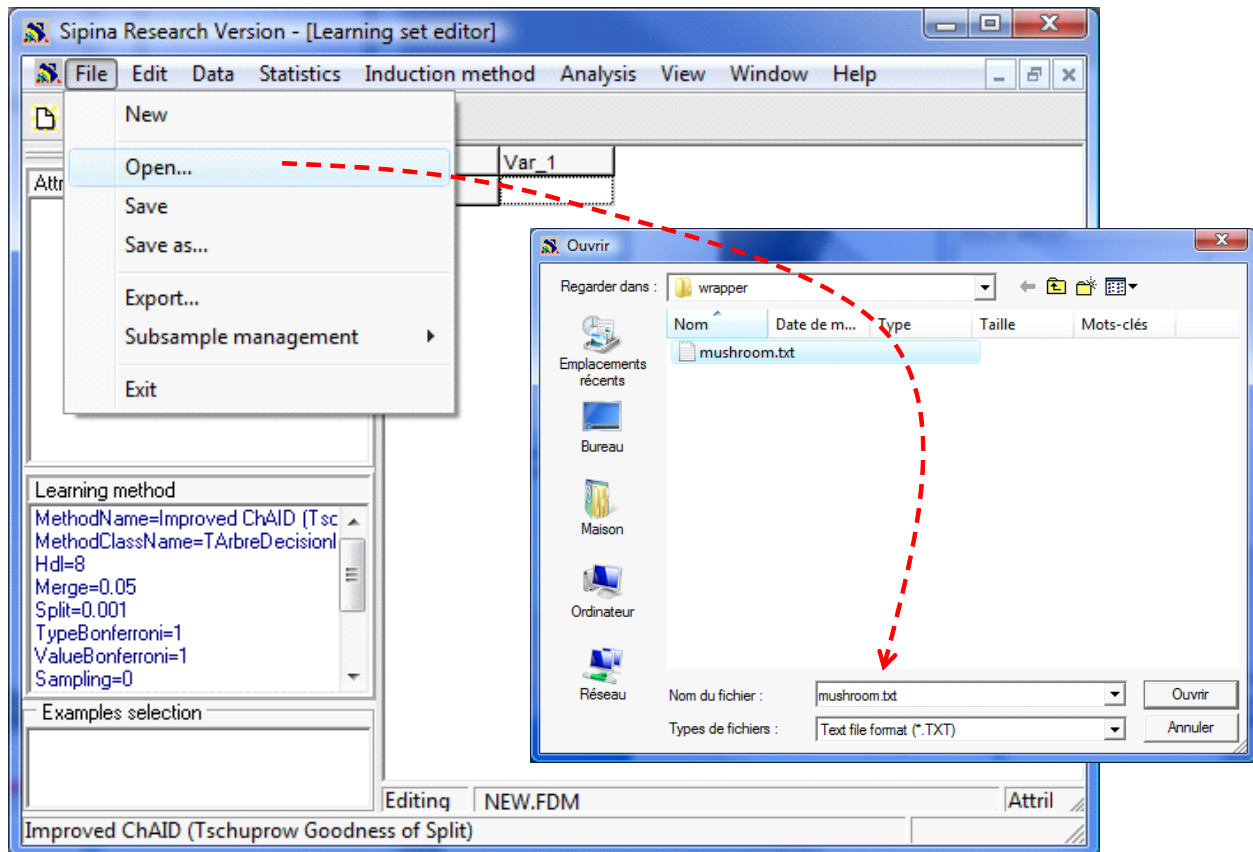 Sipina Research Version - [Learning set editor]
File Edit Data Statistics Induction method Analysis View Window Help
New
Open...
Save
Save as...
Export...
Subsample management
Exit
Attr
Var_1
Ouvrir
Regarder dans : wrapper
Nom Date de m... Type Taille Mots-clés
mushroom.txt
Emplacements
récents
Bureau
Maison
Ordinateur
Réseau
Nom du fichier : mushroom.txt Ouvrir
Types de fichiers : Text file format (*.TXT) Annuler
Learning method
MethodName=Improved ChAID (Tsc
MethodClassName=TArbreDecisionI
Hdl=8
Merge=0.05
Split=0.001
TypeBonferroni=1
ValueBonferroni=1
Sampling=0
Examples selection
Editing NEW.FDM Attril
Improved ChAID (Tschuprow Goodness of Split)